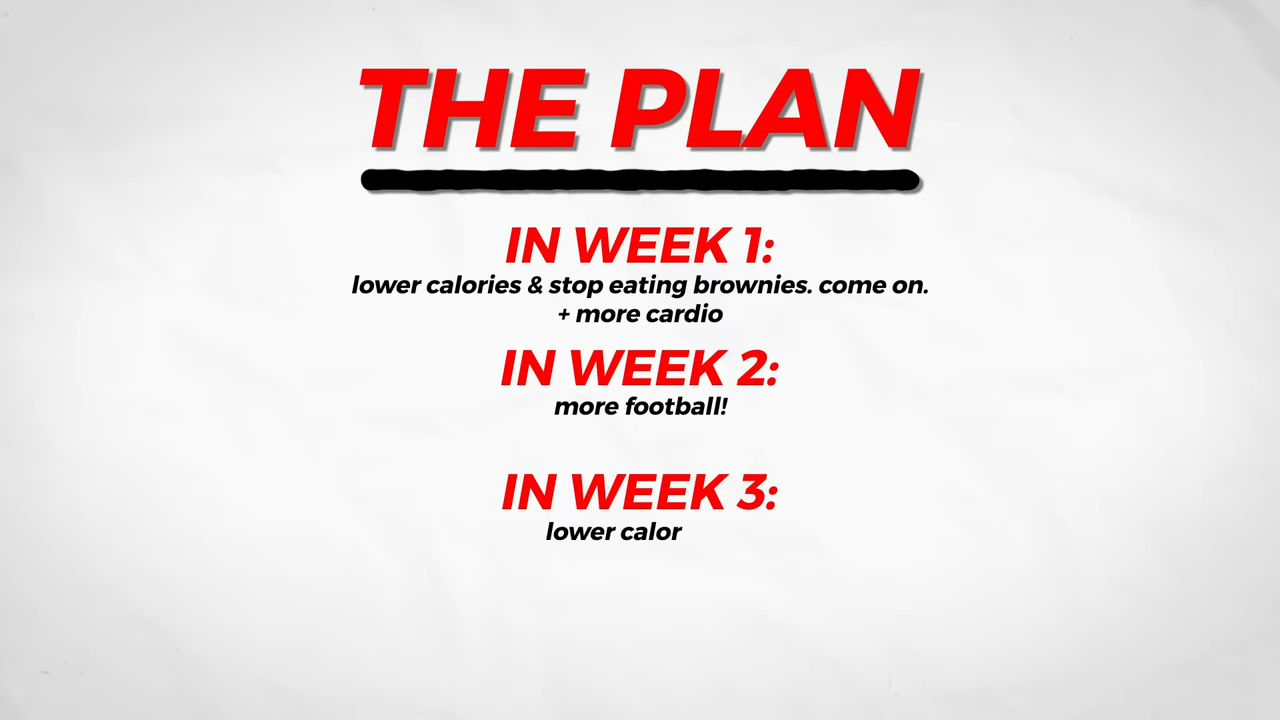 THE PLAN
IN WEEK 1:
lower calories & stop eating brownies. come on.
+ more cardio
IN WEEK 2:
more football!
IN WEEK 3:
lower calor